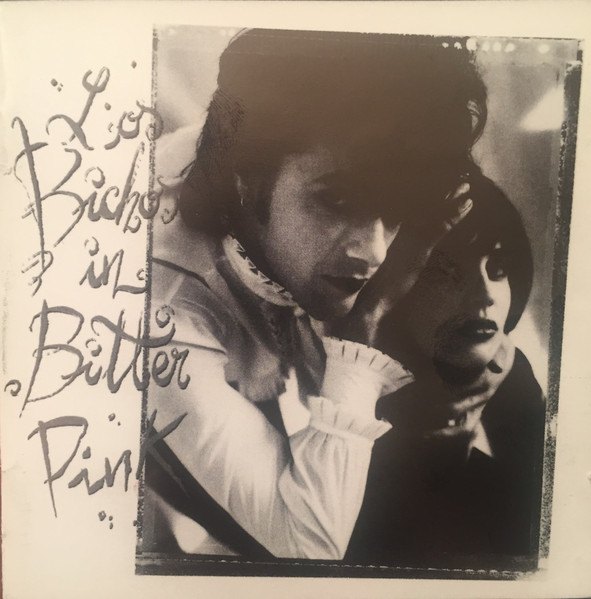 Los
Bichos
in
Bitter
Pink